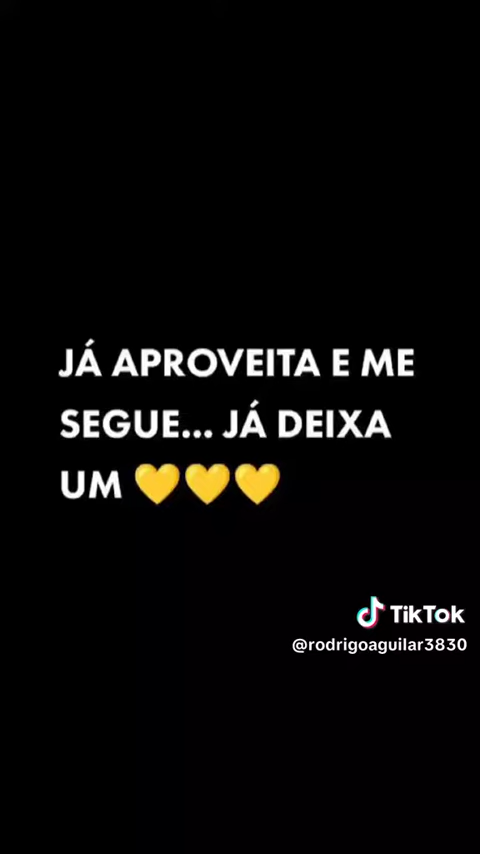 JÁ APROVEITA E ME
SEGUE... JÁ DEIXA
UM 💛💛💛
TikTok
@rodrigoaguilar3830